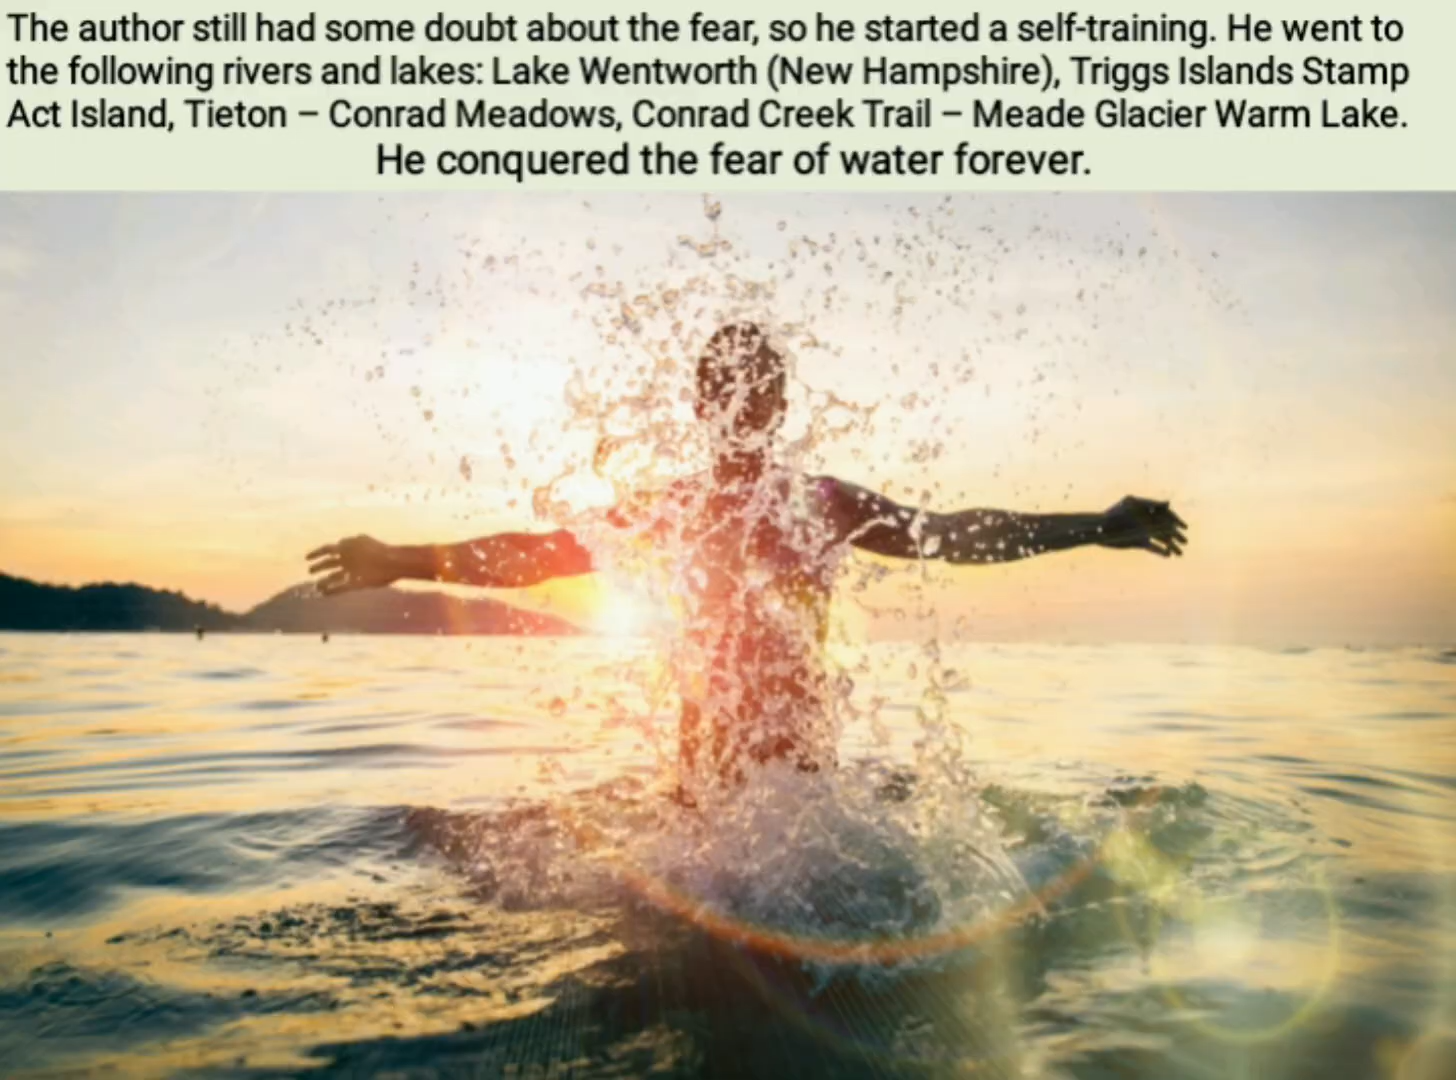 The author still had some doubt about the fear, so he started a self-training. He went to
the following rivers and lakes: Lake Wentworth (New Hampshire), Triggs Islands Stamp
Act Island, Tieton – Conrad Meadows, Conrad Creek Trail – Meade Glacier Warm Lake.
He conquered the fear of water forever.